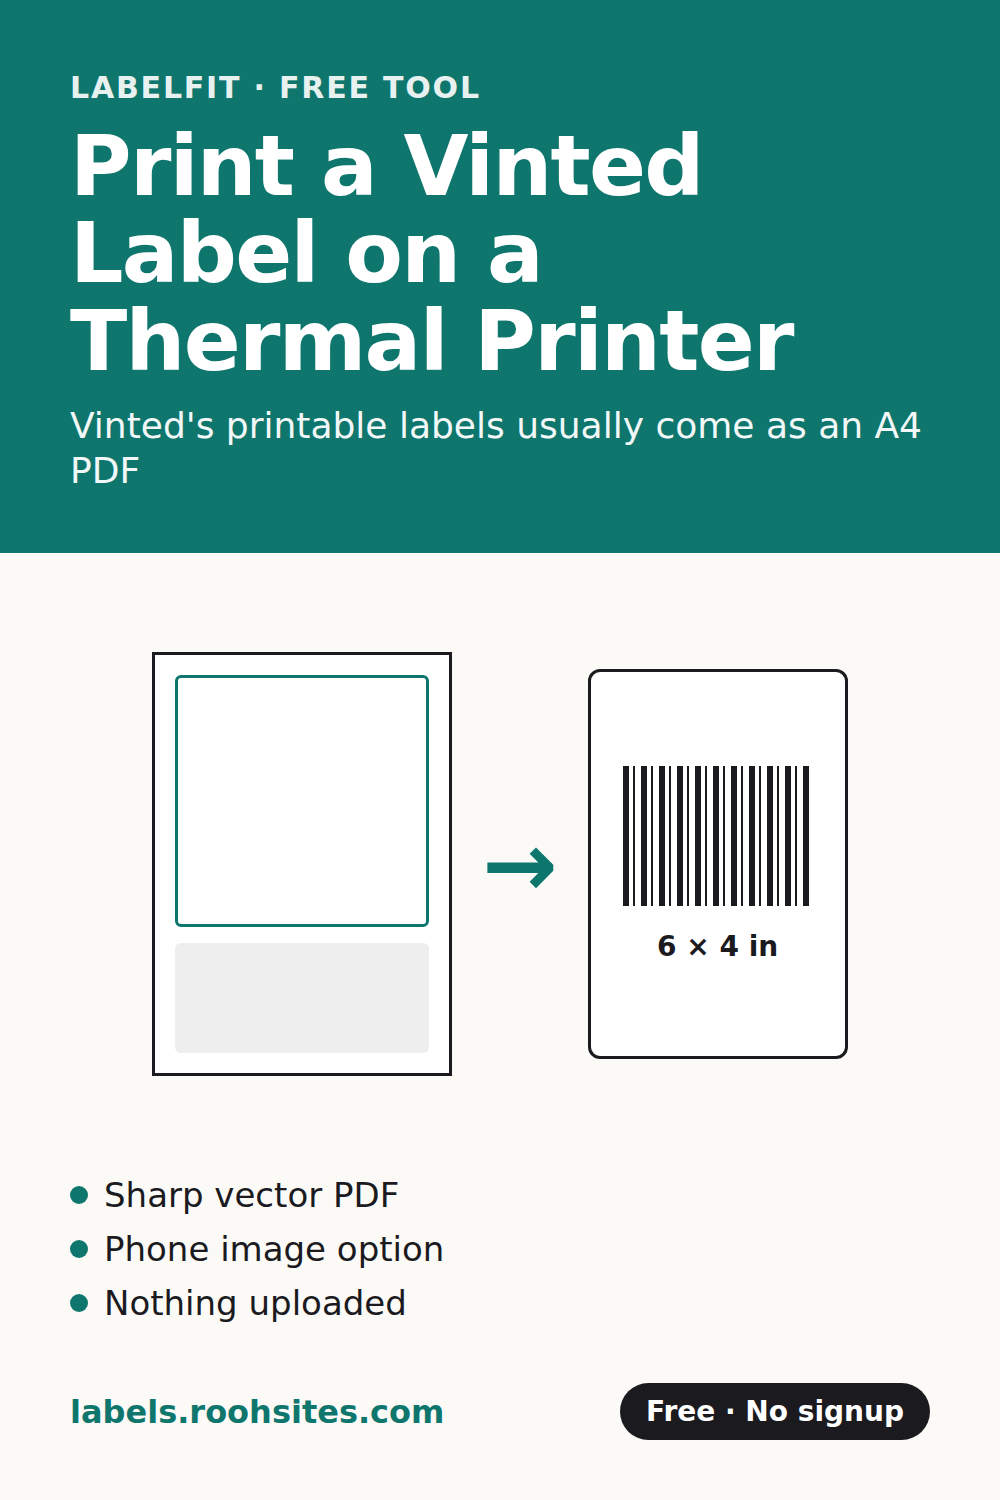 LABELFIT · FREE TOOL
Print a Vinted
Label on a
Thermal Printer
Vinted's printable labels usually come as an A4
PDF
→
6 × 4 in
Sharp vector PDF
Phone image option
Nothing uploaded
labels.roohsites.com
Free · No signup